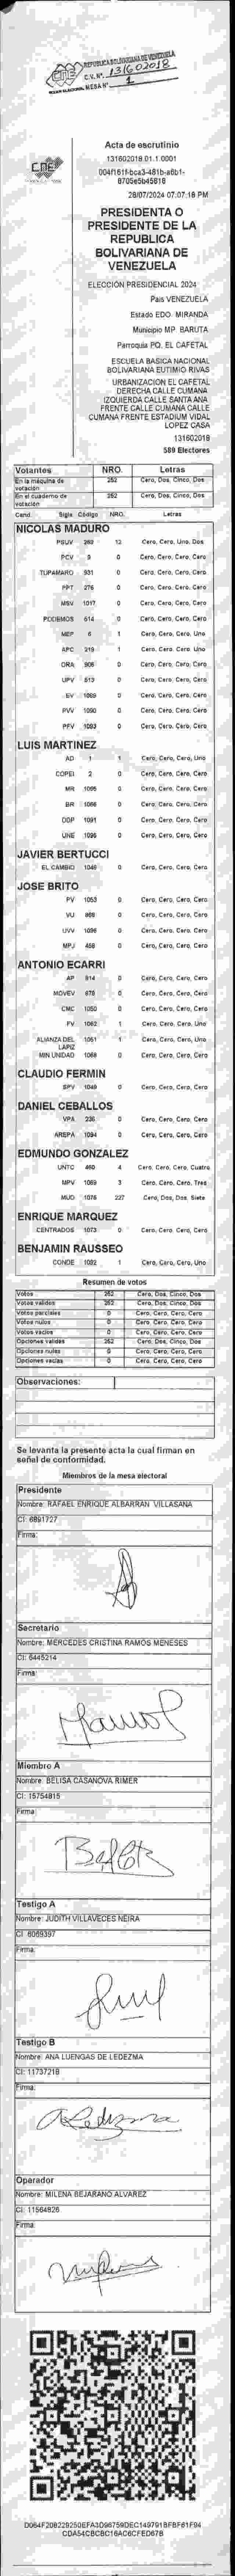 REPUBLICA BOLIVARIANA DE VENEZUELA
C.V. Nº. 131602018
MESA Nº 1
CNE
Acta de escrutinio
131602018.01.1.0001
28/07/2024 07:07:18 PM
PRESIDENTA O
PRESIDENTE DE LA
REPUBLICA
BOLIVARIANA DE
VENEZUELA
ELECCIÓN PRESIDENCIAL 2024
País VENEZUELA
Estado EDO. MIRANDA
Municipio MP. BARUTA
Parroquia PQ. EL CAFETAL
ESCUELA BASICA NACIONAL
BOLIVARIANA EUTIMIO RIVAS
URBANIZACION EL CAFETAL
DERECHA CALLE CUMANA
IZQUIERDA CALLE SANTA ANA
FRENTE CALLE CUMANA CALLE
CUMANA FRENTE ESTADIUM VIDAL
LOPEZ CASA
131602018
589 Electores
Votantes NRO. Letras
En la máquina de votación 252 Cero, Dos, Cinco, Dos
En el cuaderno de votación 252 Cero, Dos, Cinco, Dos
Cand. Sigla Código NRO. Letras
NICOLAS MADURO
PSUV 12 Cero, Cero, Uno, Dos
PCV 0 Cero, Cero, Cero, Cero
TUPAMARO 931 0 Cero, Cero, Cero, Cero
PPT 276 0 Cero, Cero, Cero, Cero
MSV 1017 0 Cero, Cero, Cero, Cero
PODEMOS 614 0 Cero, Cero, Cero, Cero
MEP 6 1 Cero, Cero, Cero, Uno
APC 219 1 Cero, Cero, Cero, Uno
ORA 906 0 Cero, Cero, Cero, Cero
UPV 513 0 Cero, Cero, Cero, Cero
EV 1089 0 Cero, Cero, Cero, Cero
PVV 1090 0 Cero, Cero, Cero, Cero
PFV 1093 0 Cero, Cero, Cero, Cero
LUIS MARTINEZ
AD 1 1 Cero, Cero, Cero, Uno
COPEI 2 0 Cero, Cero, Cero, Cero
MR 0 Cero, Cero, Cero, Cero
BR 1066 0 Cero, Cero, Cero, Cero
DDP 1091 0 Cero, Cero, Cero, Cero
UNE 1096 0 Cero, Cero, Cero, Cero
JAVIER BERTUCCI
EL CAMBIO 1046 0 Cero, Cero, Cero, Cero
JOSE BRITO
PV 1053 0 Cero, Cero, Cero, Cero
VU 0 Cero, Cero, Cero, Cero
UVV 1098 0 Cero, Cero, Cero, Cero
MPJ 458 0 Cero, Cero, Cero, Cero
ANTONIO ECARRI
AP 914 0 Cero, Cero, Cero, Cero
MOVEV 670 0 Cero, Cero, Cero, Cero
CMC 1050 0 Cero, Cero, Cero, Cero
FV 1062 1 Cero, Cero, Cero, Uno
ALIANZA DEL LAPIZ 1051 1 Cero, Cero, Cero, Uno
MIN UNIDAD 1068 0 Cero, Cero, Cero, Cero
CLAUDIO FERMIN
SPV 1049 0 Cero, Cero, Cero, Cero
DANIEL CEBALLOS
VPA 236 0 Cero, Cero, Cero, Cero
AREPA 1094 0 Cero, Cero, Cero, Cero
EDMUNDO GONZALEZ
UNTC 460 4 Cero, Cero, Cero, Cuatro
MPV 1069 3 Cero, Cero, Cero, Tres
MUD 1078 227 Cero, Dos, Dos, Siete
ENRIQUE MARQUEZ
CENTRADOS 1073 0 Cero, Cero, Cero, Cero
BENJAMIN RAUSSEO
CONDE 1092 1 Cero, Cero, Cero, Uno
Resumen de votos
Votos 252 Cero, Dos, Cinco, Dos
Votos validos 252 Cero, Dos, Cinco, Dos
Votos parciales 0 Cero, Cero, Cero, Cero
Votos nulos 0 Cero, Cero, Cero, Cero
Votos vacíos 0 Cero, Cero, Cero, Cero
Opciones validas 252 Cero, Dos, Cinco, Dos
Opciones nulas 0 Cero, Cero, Cero, Cero
Opciones vacías 0 Cero, Cero, Cero, Cero
Observaciones:
Se levanta la presente acta la cual firman en
señal de conformidad.
Miembros de la mesa electoral
Presidente
Nombre: RAFAEL ENRIQUE ALBARRAN VILLASANA
CI: 6891727
Firma:
Secretario
Nombre: MERCEDES CRISTINA RAMOS MENESES
CI: 6445214
Firma:
Miembro A
Nombre: BELISA CASANOVA RIMER
CI: 15754815
Firma:
Testigo A
Nombre: JUDITH VILLAVECES NEIRA
CI: 6069397
Firma:
Testigo B
Nombre: ANA LUENGAS DE LEDEZMA
CI: 11737218
Firma:
Operador
Nombre: MILENA BEJARANO ALVAREZ
CI: 11564926
Firma: